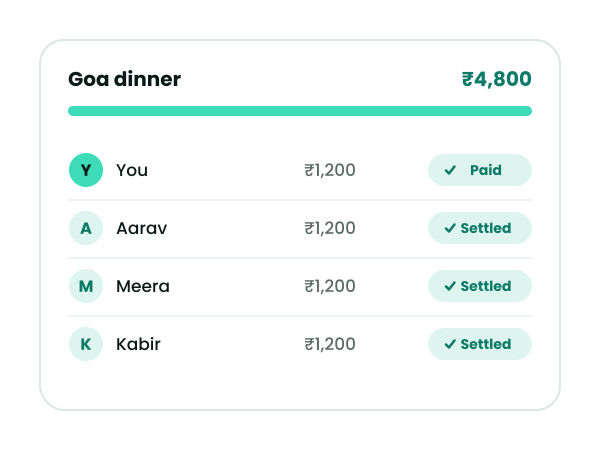 Goa dinner ₹4,800
Y You ₹1,200 ✓ Paid
A Aarav ₹1,200 ✓ Settled
M Meera ₹1,200 ✓ Settled
K Kabir ₹1,200 ✓ Settled